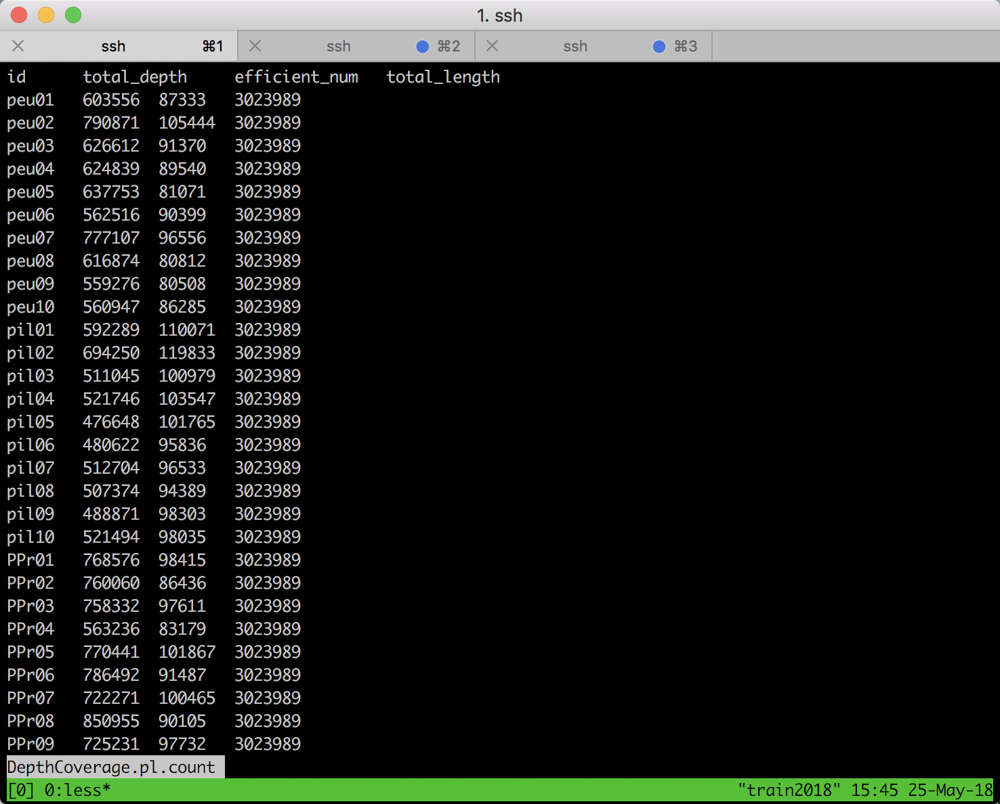 1. ssh
ssh ⌘1 ssh ⌘2 ssh ⌘3
id total_depth efficient_num total_length
peu01 603556 87333 3023989
peu02 790871 105444 3023989
peu03 626612 91370 3023989
peu04 624839 89540 3023989
peu05 637753 81071 3023989
peu06 562516 90399 3023989
peu07 777107 96556 3023989
peu08 616874 80812 3023989
peu09 559276 80508 3023989
peu10 560947 86285 3023989
pil01 592289 110071 3023989
pil02 694250 119833 3023989
pil03 511045 100979 3023989
pil04 521746 103547 3023989
pil05 476648 101765 3023989
pil06 480622 95836 3023989
pil07 512704 96533 3023989
pil08 507374 94389 3023989
pil09 488871 98303 3023989
pil10 521494 98035 3023989
PPr01 768576 98415 3023989
PPr02 760060 86436 3023989
PPr03 758332 97611 3023989
PPr04 563236 83179 3023989
PPr05 770441 101867 3023989
PPr06 786492 91487 3023989
PPr07 722271 100465 3023989
PPr08 850955 90105 3023989
PPr09 725231 97732 3023989
DepthCoverage.pl.count
[0] 0:less* "train2018" 15:45 25-May-18